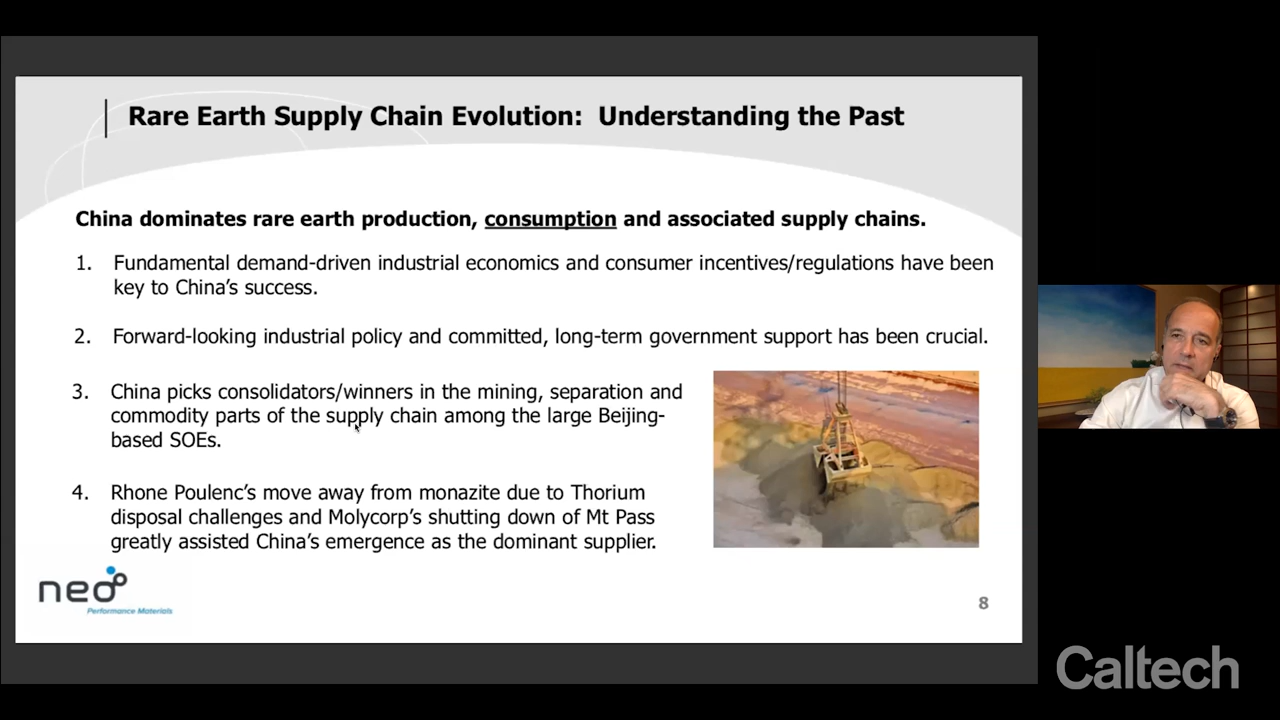 Rare Earth Supply Chain Evolution:  Understanding the Past
China dominates rare earth production, consumption and associated supply chains.
1. Fundamental demand-driven industrial economics and consumer incentives/regulations have been
key to China's success.
2. Forward-looking industrial policy and committed, long-term government support has been crucial.
3. China picks consolidators/winners in the mining, separation and
commodity parts of the supply chain among the large Beijing-
based SOEs.
4. Rhone Poulenc's move away from monazite due to Thorium
disposal challenges and Molycorp's shutting down of Mt Pass
greatly assisted China's emergence as the dominant supplier.
neo
Performance Materials
8
Caltech